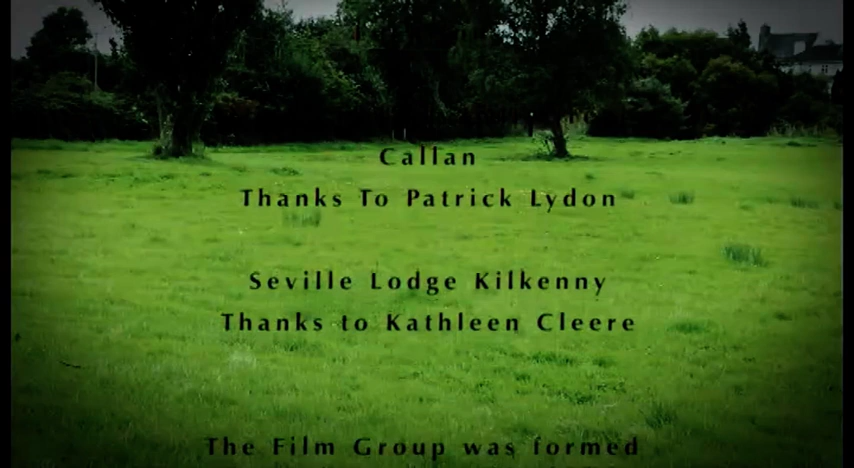 Callan
Thanks To Patrick Lydon
Seville Lodge Kilkenny
Thanks to Kathleen Cleere
The Film Group was formed